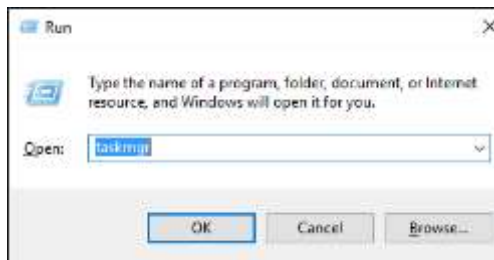 Run
Type the name of a program, folder, document, or Internet
resource, and Windows will open it for you.
Open: taskmgr
OK Cancel Browse...